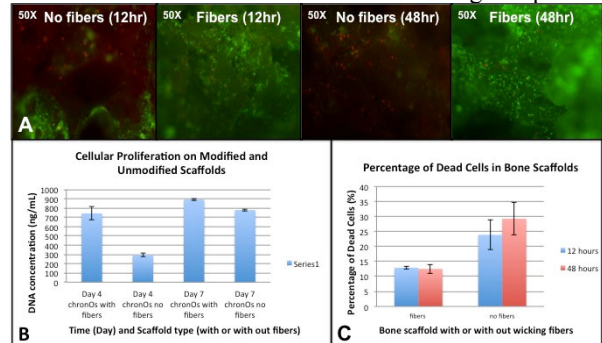 50X No fibers (12hr)
50X Fibers (12hr)
50X No fibers (48hr)
50X Fibers (48hr)
A
Cellular Proliferation on Modified and
Unmodified Scaffolds
DNA concentration (ng/mL)
1000
900
800
700
600
500
400
300
200
100
0
Day 4
chronOs with
fibers
Day 4
chronOs no
fibers
Day 7
chronOs with
fibers
Day 7
chronOs no
fibers
Series1
B
Time (Day) and Scaffold type (with or with out fibers)
Percentage of Dead Cells in Bone Scaffolds
Percentage of Dead Cells (%)
40
35
30
25
20
15
10
5
0
fibers
no fibers
12 hours
48 hours
C
Bone scaffold with or with out wicking fibers